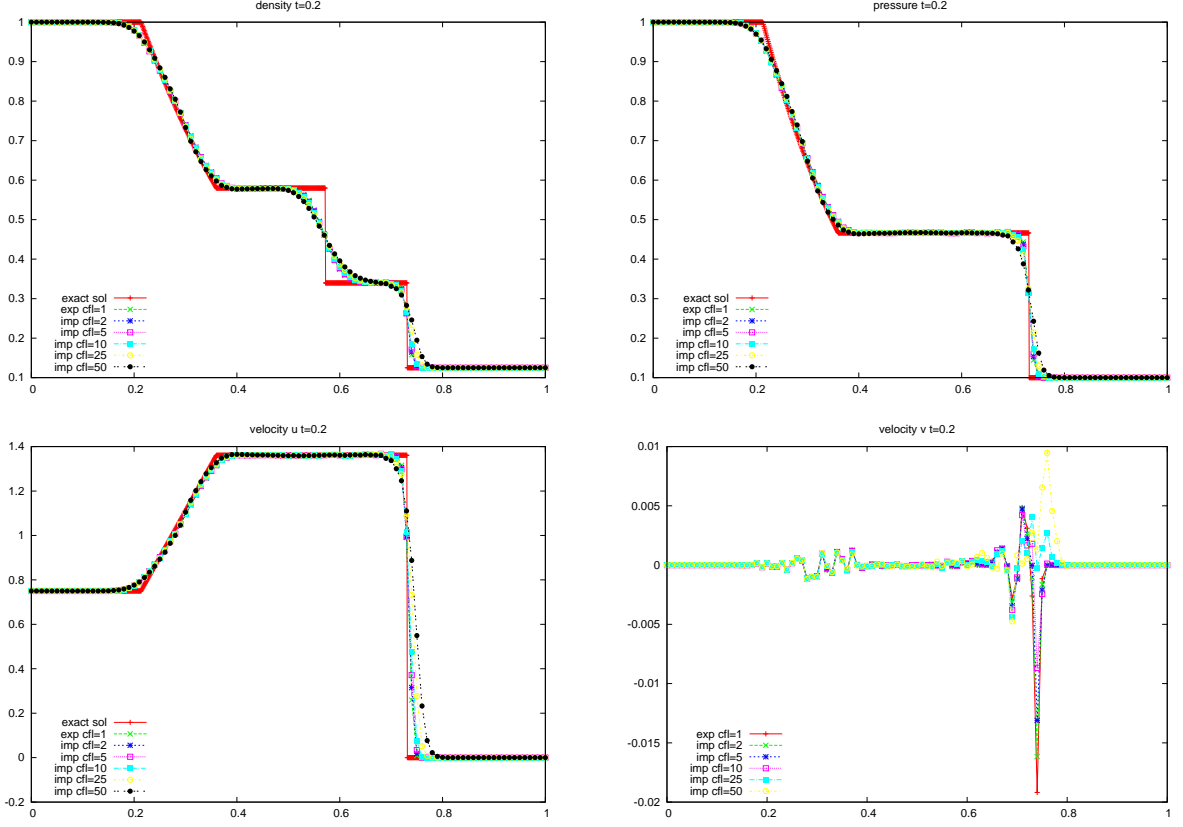 density t=0.2
1
0.9
0.8
0.7
0.6
0.5
0.4
0.3
0.2
0.1
exact sol
exp cfl=1
imp cfl=2
imp cfl=5
imp cfl=10
imp cfl=25
imp cfl=50
0 0.2 0.4 0.6 0.8 1
pressure t=0.2
1
0.9
0.8
0.7
0.6
0.5
0.4
0.3
0.2
0.1
exact sol
exp cfl=1
imp cfl=2
imp cfl=5
imp cfl=10
imp cfl=25
imp cfl=50
0 0.2 0.4 0.6 0.8 1
velocity u t=0.2
1.4
1.2
1
0.8
0.6
0.4
0.2
0
-0.2
exact sol
exp cfl=1
imp cfl=2
imp cfl=5
imp cfl=10
imp cfl=25
imp cfl=50
0 0.2 0.4 0.6 0.8 1
velocity v t=0.2
0.01
0.005
0
-0.005
-0.01
-0.015
-0.02
exp cfl=1
imp cfl=2
imp cfl=5
imp cfl=10
imp cfl=25
imp cfl=50
0 0.2 0.4 0.6 0.8 1